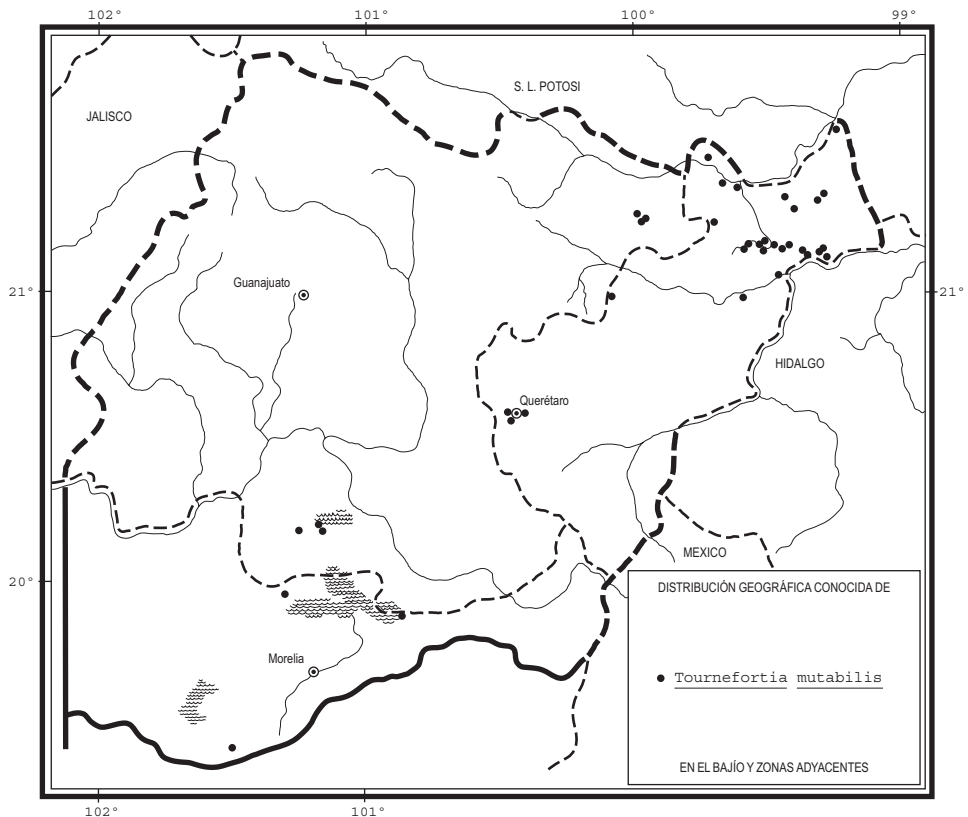 102°
101°
100°
99°
S. L. POTOSI
JALISCO
Guanajuato
21°
21°
HIDALGO
Querétaro
MEXICO
20°
DISTRIBUCIÓN GEOGRÁFICA CONOCIDA DE
Morelia
Tournefortia mutabilis
EN EL BAJÍO Y ZONAS ADYACENTES
102°
101°